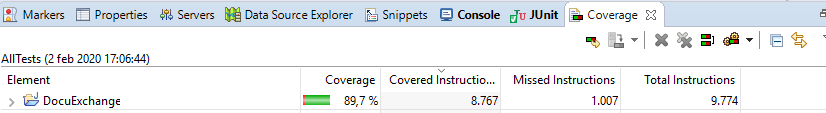 Markers Properties Servers Data Source Explorer Snippets Console JUnit Coverage
AllTests (2 feb 2020 17:06:44)
Element Coverage Covered Instructio... Missed Instructions Total Instructions
DocuExchange 89,7 % 8.767 1.007 9.774